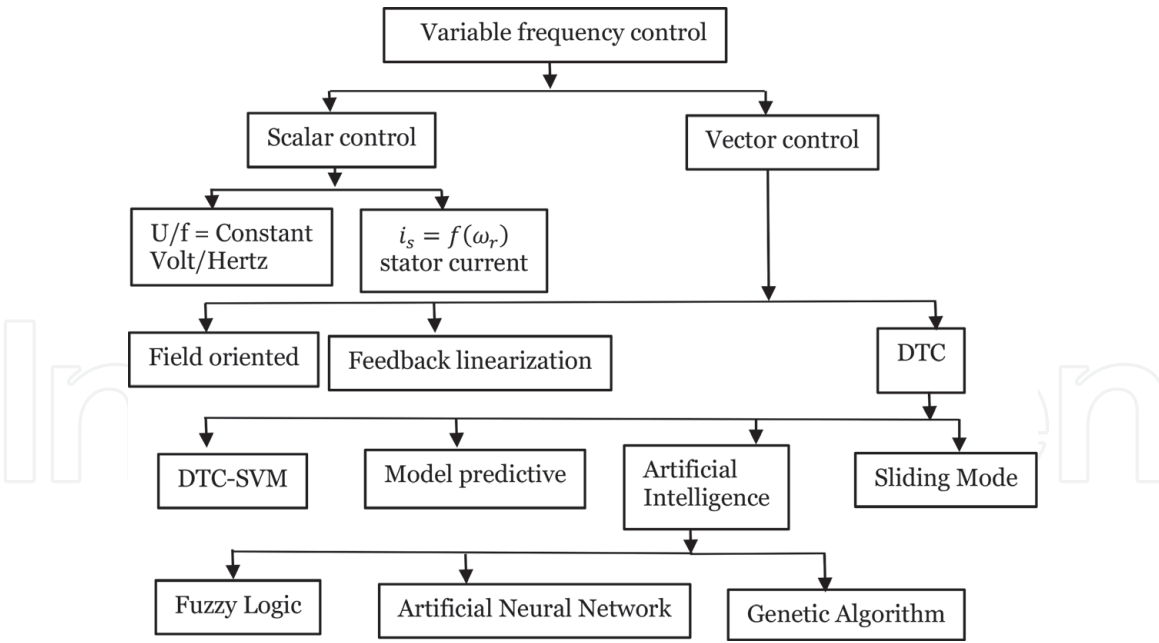 Variable frequency control
Scalar control
Vector control
U/f = Constant
Volt/Hertz
i_s = f(ω_r)
stator current
Field oriented
Feedback linearization
DTC
DTC-SVM
Model predictive
Artificial
Intelligence
Sliding Mode
Fuzzy Logic
Artificial Neural Network
Genetic Algorithm